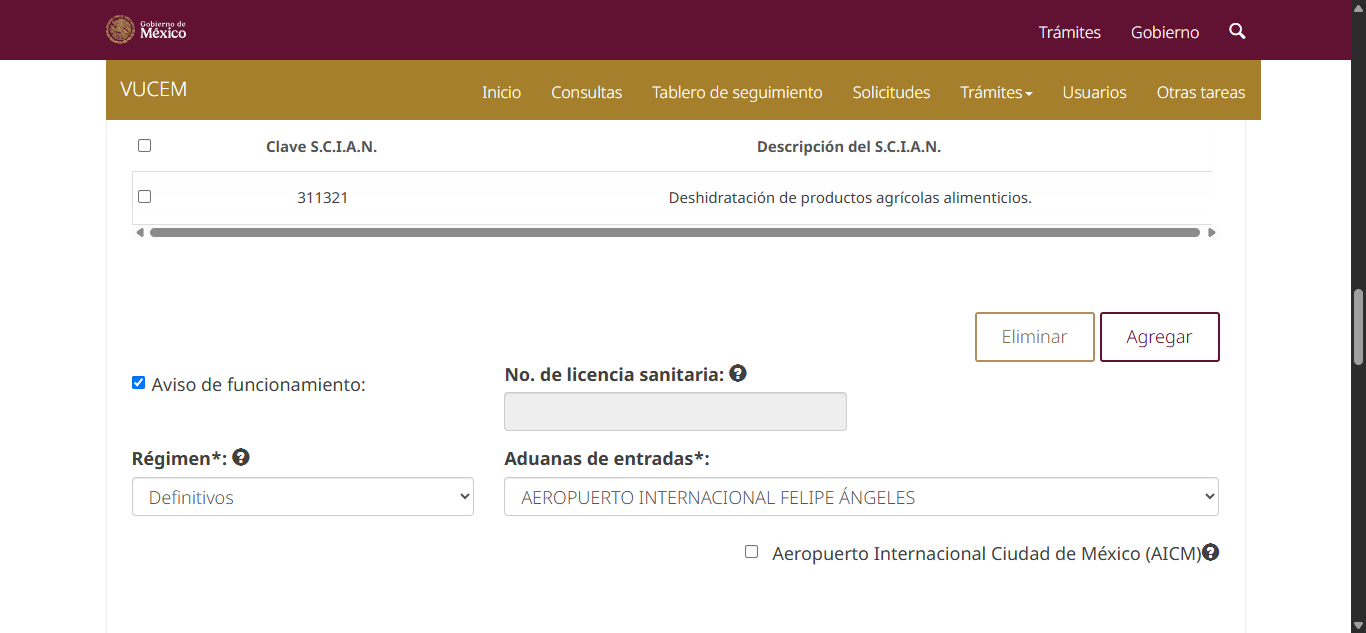 Gobierno de
México
Trámites
Gobierno
VUCEM
Inicio
Consultas
Tablero de seguimiento
Solicitudes
Trámites
Usuarios
Otras tareas
Clave S.C.I.A.N.
Descripción del S.C.I.A.N.
311321
Deshidratación de productos agrícolas alimenticios.
Eliminar
Agregar
Aviso de funcionamiento:
No. de licencia sanitaria: ?
Régimen*: ?
Aduanas de entradas*:
Definitivos
AEROPUERTO INTERNACIONAL FELIPE ÁNGELES
Aeropuerto Internacional Ciudad de México (AICM)?